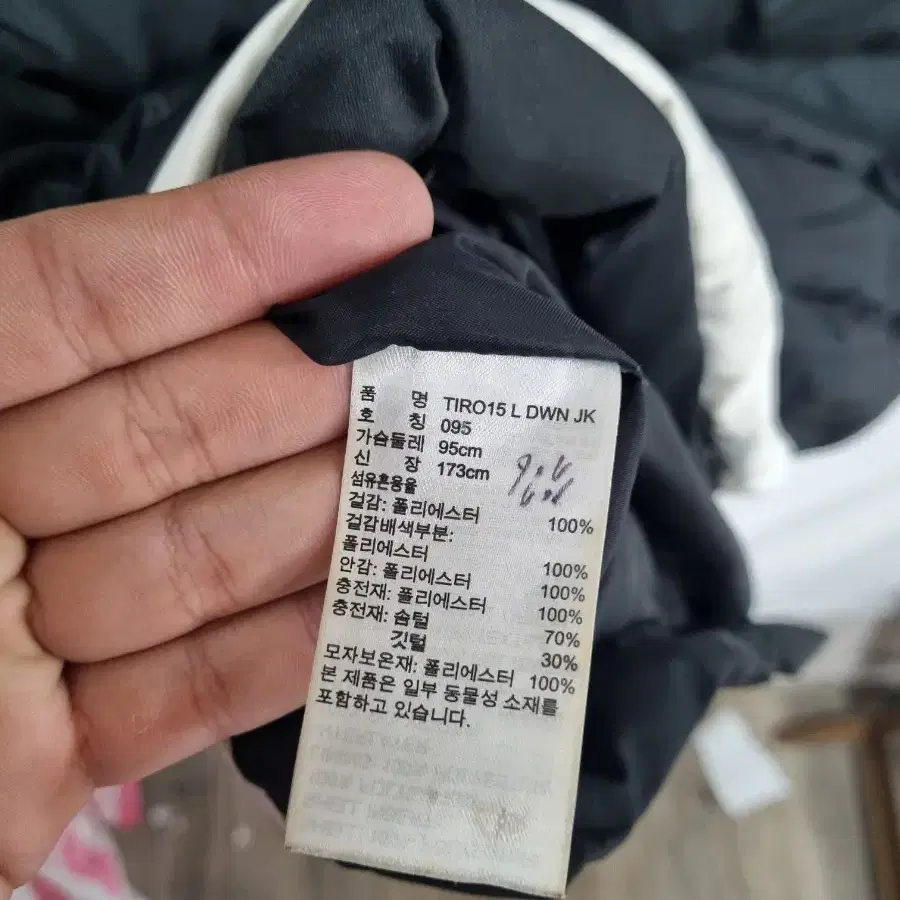 품 명 TIRO15 L DWN JK
호 칭 095
가슴둘레 95cm
신 장 173cm
섬유혼용율
겉감: 폴리에스터 100%
겉감배색부분:
폴리에스터 100%
안감: 폴리에스터 100%
충전재: 폴리에스터 100%
충전재: 솜털 70%
깃털 30%
모자보온재: 폴리에스터 100%
본 제품은 일부 동물성 소재를
포함하고 있습니다.